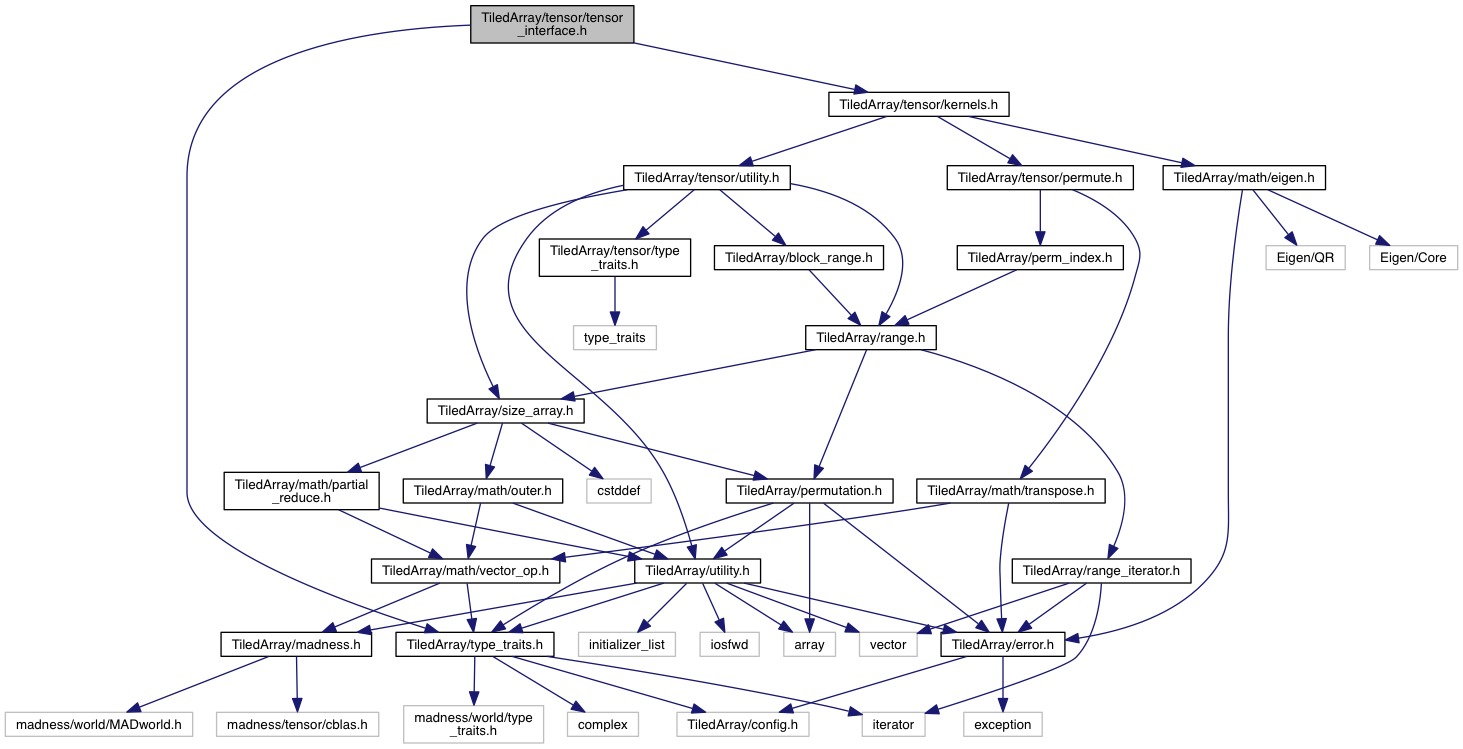 TiledArray/tensor/tensor
_interface.h
TiledArray/tensor/kernels.h
TiledArray/tensor/utility.h
TiledArray/tensor/permute.h
TiledArray/math/eigen.h
TiledArray/tensor/type
_traits.h
TiledArray/block_range.h
TiledArray/perm_index.h
Eigen/QR
Eigen/Core
type_traits
TiledArray/range.h
TiledArray/size_array.h
TiledArray/math/partial
_reduce.h
TiledArray/math/outer.h
cstddef
TiledArray/permutation.h
TiledArray/math/transpose.h
TiledArray/math/vector_op.h
TiledArray/utility.h
TiledArray/range_iterator.h
TiledArray/madness.h
TiledArray/type_traits.h
initializer_list
iosfwd
array
vector
TiledArray/error.h
madness/world/MADworld.h
madness/tensor/cblas.h
madness/world/type
_traits.h
complex
TiledArray/config.h
iterator
exception